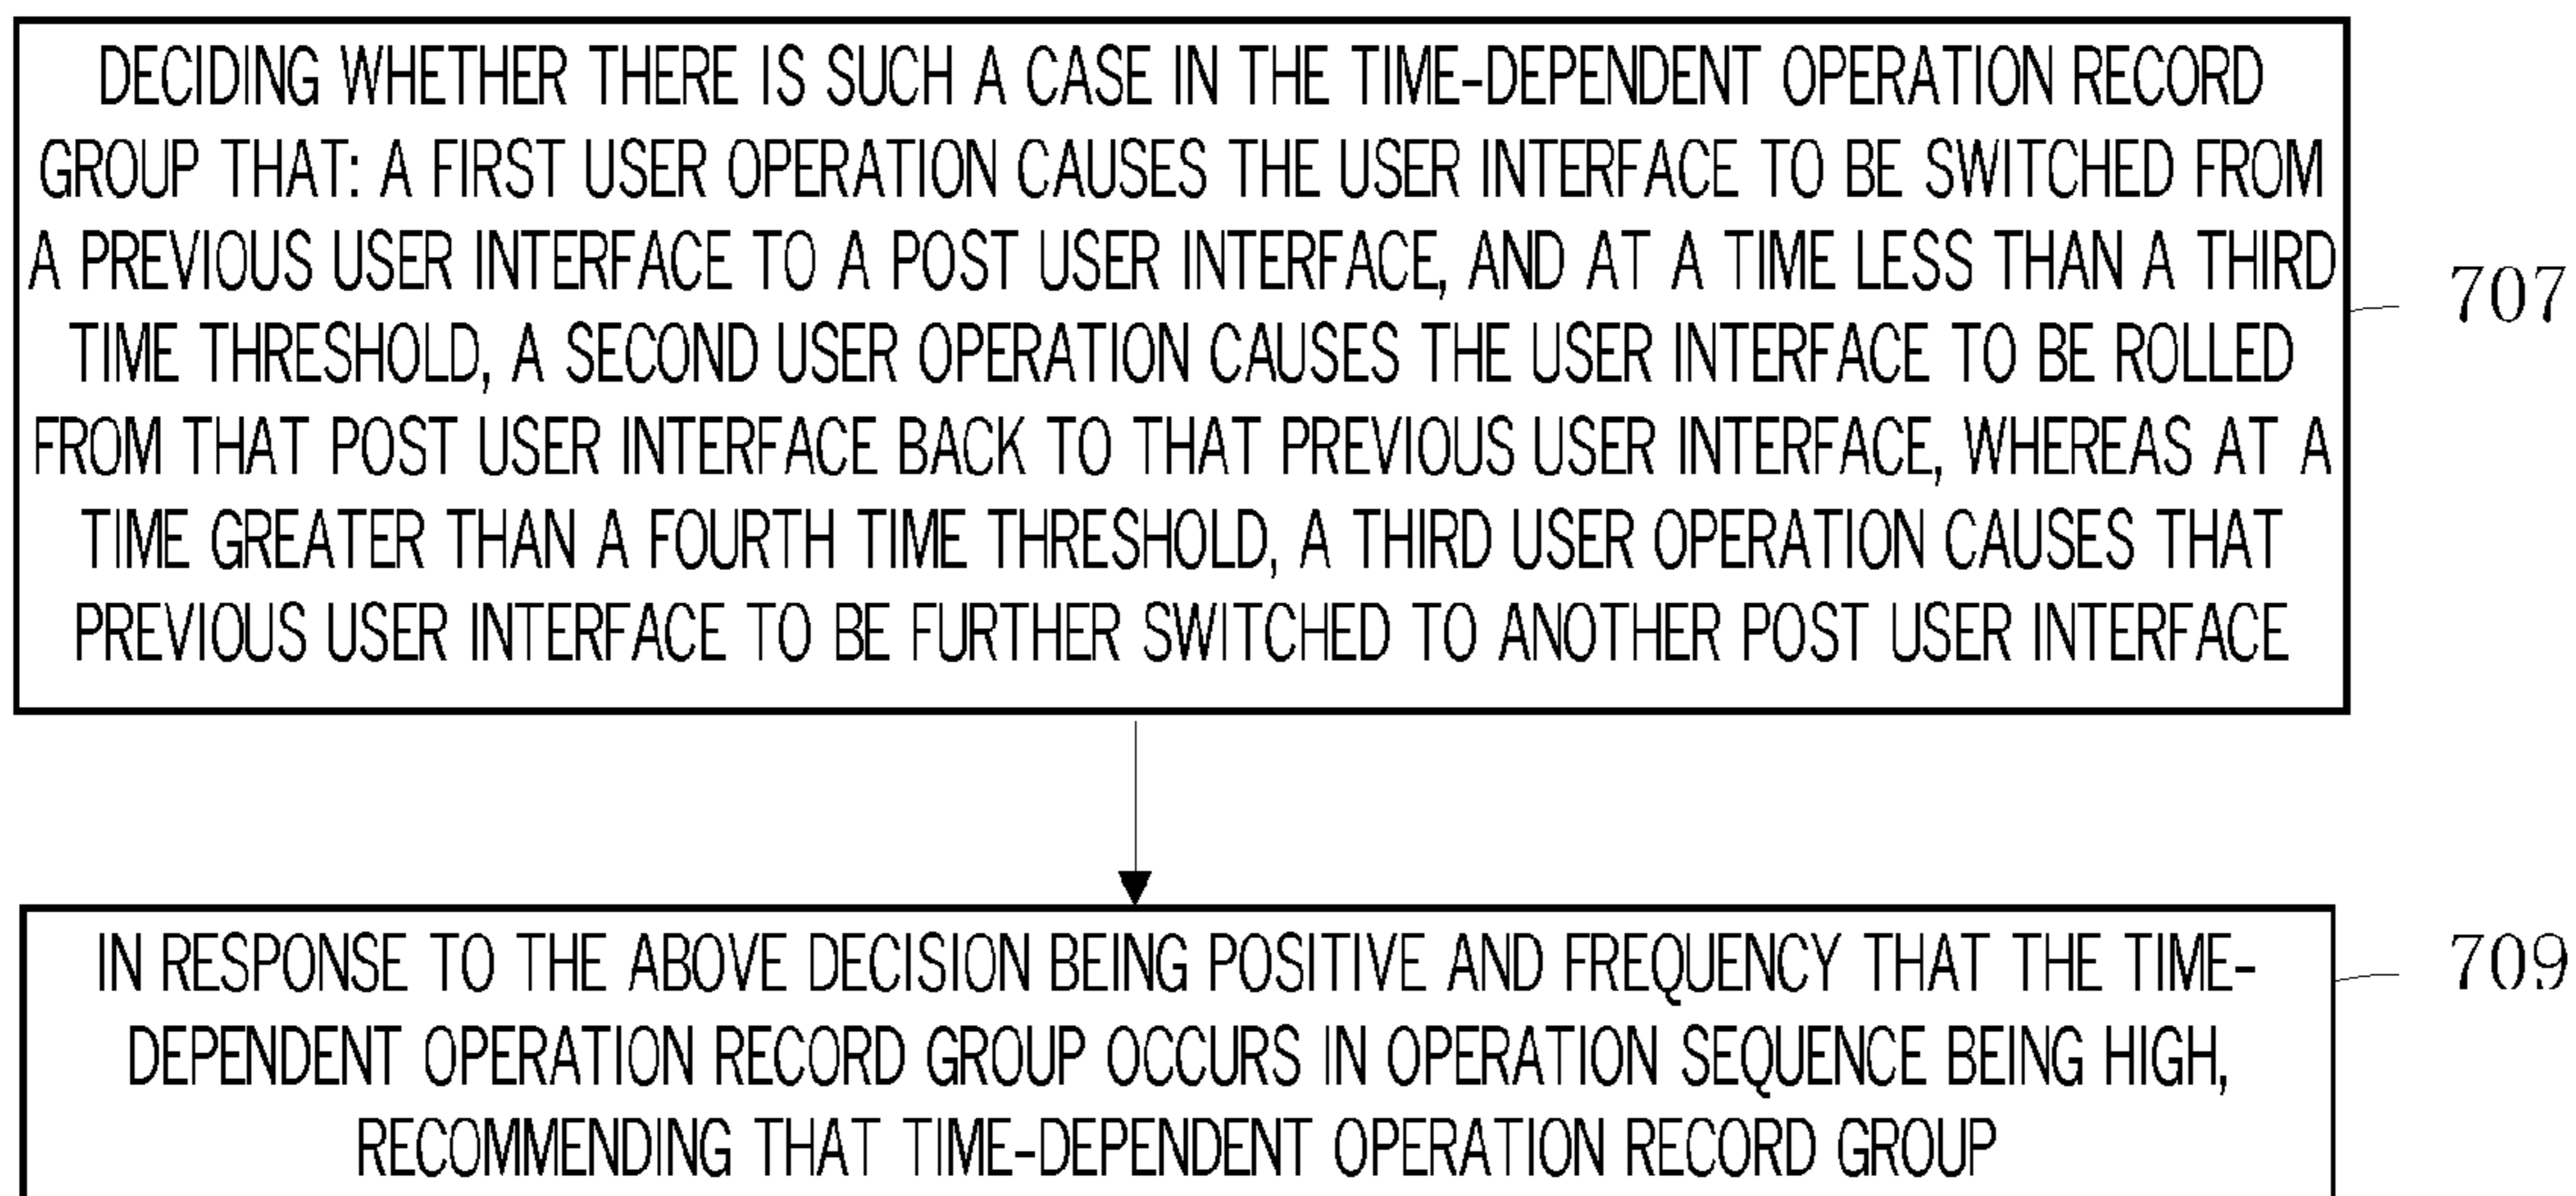 DECIDING WHETHER THERE IS SUCH A CASE IN THE TIME-DEPENDENT OPERATION RECORD
GROUP THAT: A FIRST USER OPERATION CAUSES THE USER INTERFACE TO BE SWITCHED FROM
A PREVIOUS USER INTERFACE TO A POST USER INTERFACE, AND AT A TIME LESS THAN A THIRD
TIME THRESHOLD, A SECOND USER OPERATION CAUSES THE USER INTERFACE TO BE ROLLED
FROM THAT POST USER INTERFACE BACK TO THAT PREVIOUS USER INTERFACE, WHEREAS AT A
TIME GREATER THAN A FOURTH TIME THRESHOLD, A THIRD USER OPERATION CAUSES THAT
PREVIOUS USER INTERFACE TO BE FURTHER SWITCHED TO ANOTHER POST USER INTERFACE
707
IN RESPONSE TO THE ABOVE DECISION BEING POSITIVE AND FREQUENCY THAT THE TIME-
DEPENDENT OPERATION RECORD GROUP OCCURS IN OPERATION SEQUENCE BEING HIGH,
RECOMMENDING THAT TIME-DEPENDENT OPERATION RECORD GROUP
709